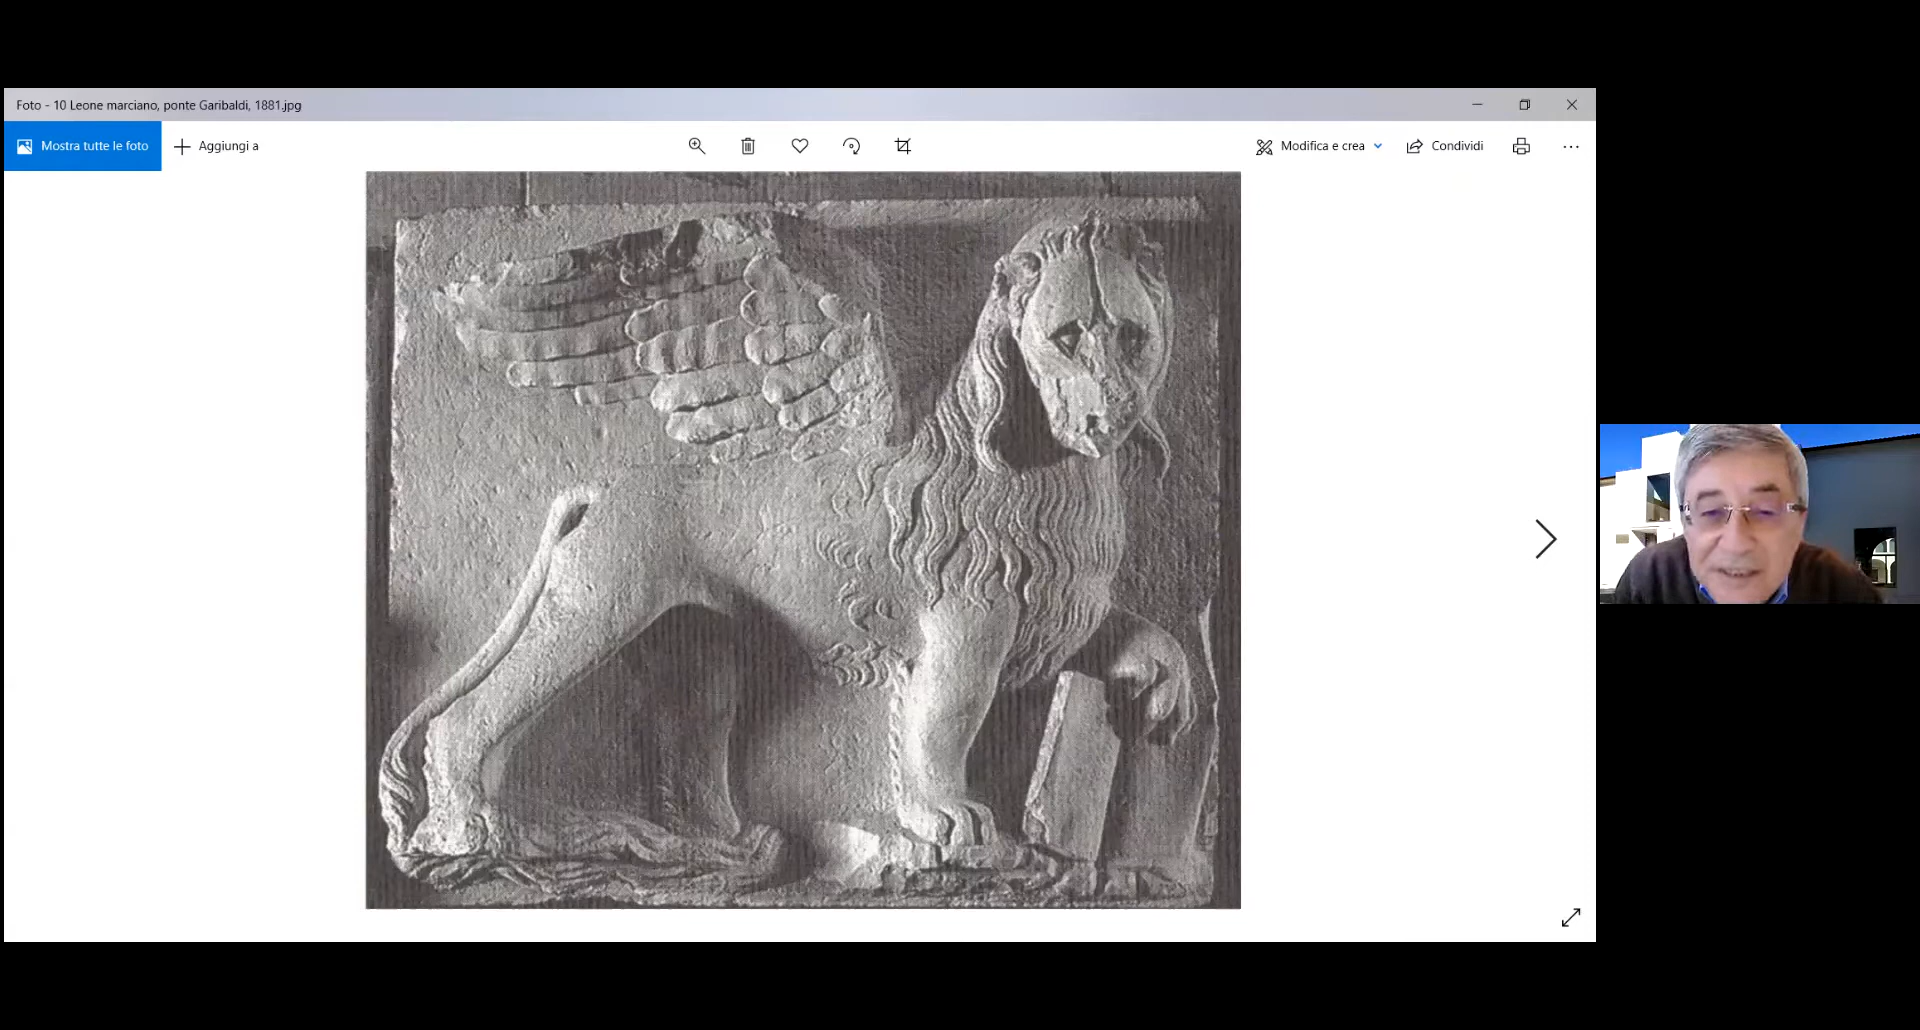 Foto - 10 Leone marciano, ponte Garibaldi, 1881.jpg
Mostra tutte le foto
Aggiungi a
Modifica e crea
Condividi